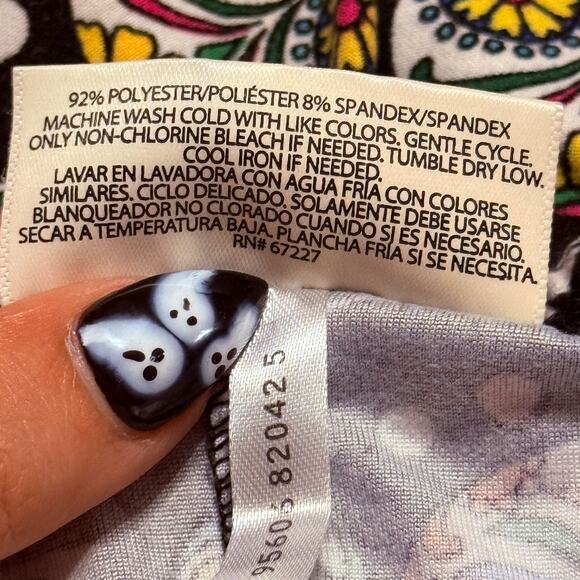 92% POLYESTER/POLIÉSTER 8% SPANDEX/SPANDEX
MACHINE WASH COLD WITH LIKE COLORS. GENTLE CYCLE.
ONLY NON-CHLORINE BLEACH IF NEEDED. TUMBLE DRY LOW.
COOL IRON IF NEEDED.
LAVAR EN LAVADORA CON AGUA FRÍA CON COLORES
SIMILARES. CICLO DELICADO. SOLAMENTE DEBE USARSE
BLANQUEADOR NO CLORADO CUANDO SI ES NECESARIO.
SECAR A TEMPERATURA BAJA. PLANCHA FRÍA SI SE NECESITA.
RN# 67227
820425